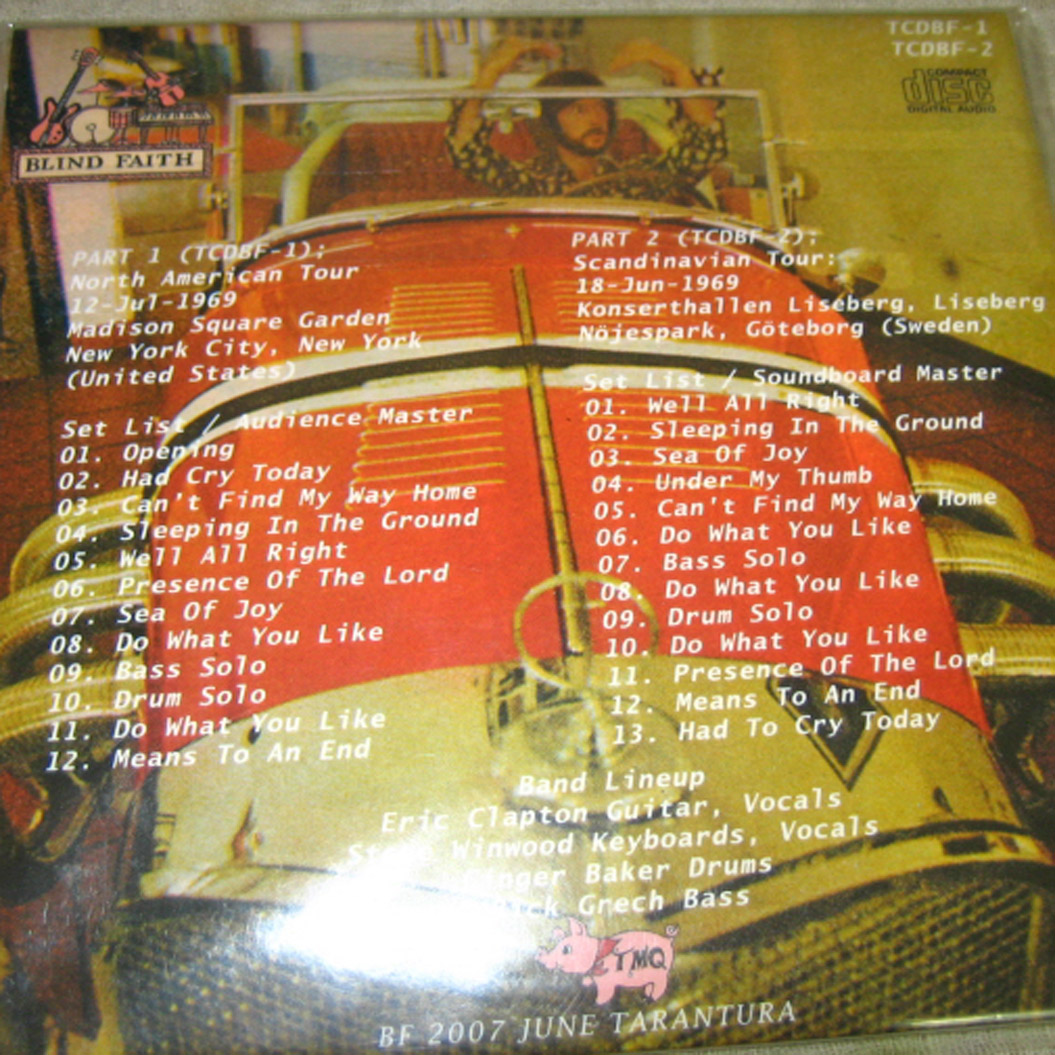 TCDBF-1
TCDBF-2
COMPACT
disc
DIGITAL AUDIO
BLIND FAITH
PART 1 (TCDBF-1);
North American Tour
12-Jul-1969
Madison Square Garden
New York City, New York
(United States)
Set List / Audience Master
01. Opening
02. Had Cry Today
03. Can't Find My Way Home
04. Sleeping In The Ground
05. Well All Right
06. Presence Of The Lord
07. Sea Of Joy
08. Do What You Like
09. Bass Solo
10. Drum Solo
11. Do What You Like
12. Means To An End
PART 2 (TCDBF-2);
Scandinavian Tour:
18-Jun-1969
Konserthallen Liseberg, Liseberg
Nöjespark, Göteborg (Sweden)
Set List / Soundboard Master
01. Well All Right
02. Sleeping In The Ground
03. Sea Of Joy
04. Under My Thumb
05. Can't Find My Way Home
06. Do What You Like
07. Bass Solo
08. Do What You Like
09. Drum Solo
10. Do What You Like
11. Presence Of The Lord
12. Means To An End
13. Had To Cry Today
Band Lineup
Eric Clapton Guitar, Vocals
Winwood Keyboards, Vocals
Baker Drums
Grech Bass
TMQ
BF 2007 JUNE TARANTURA